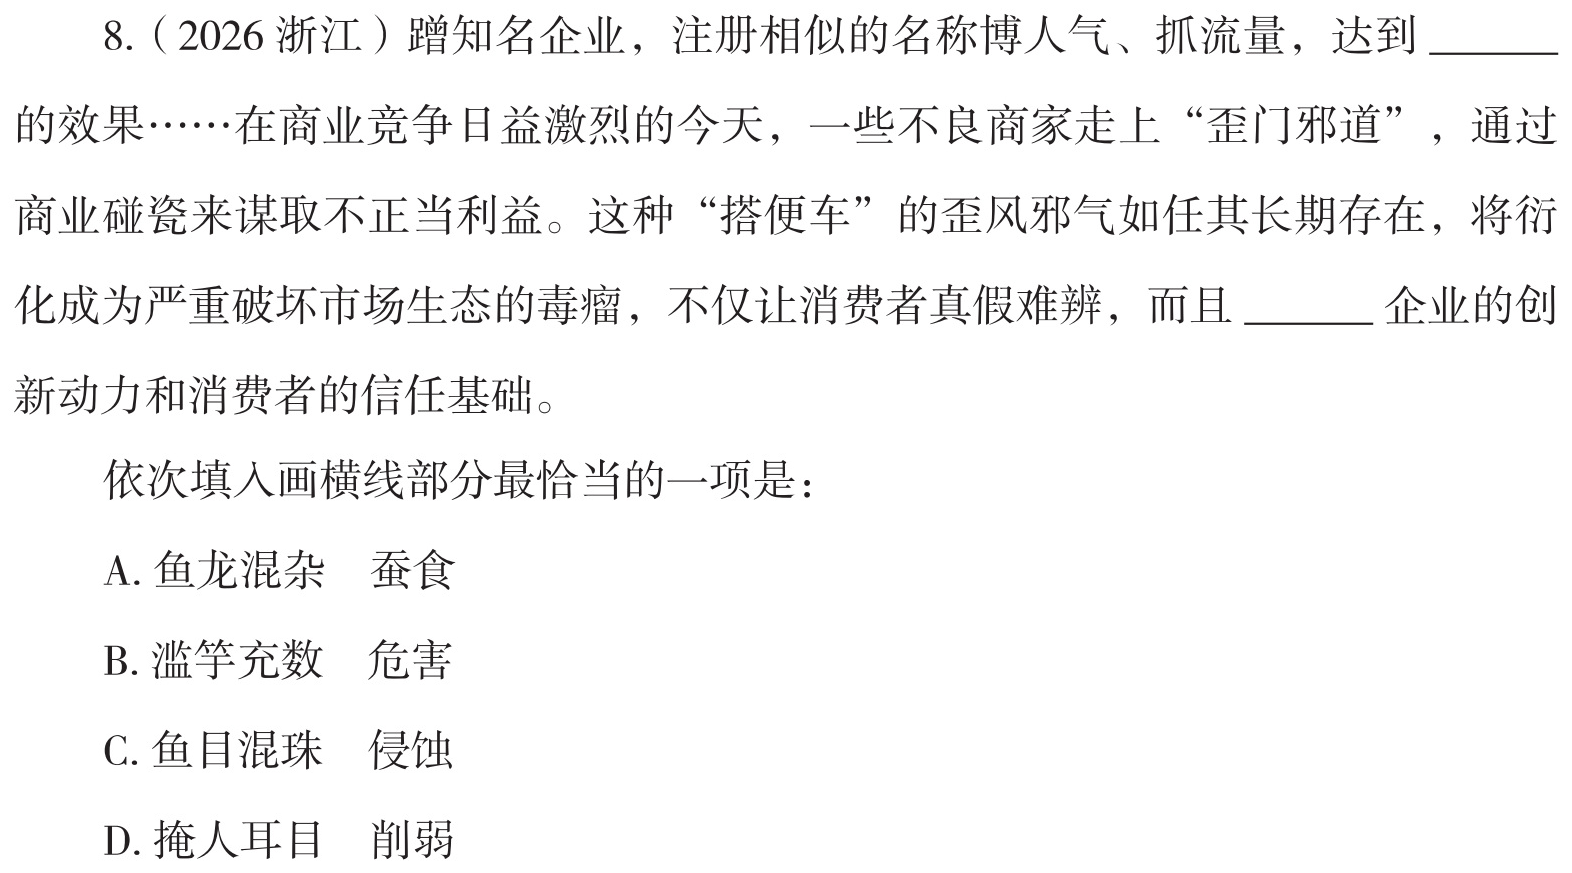 8.（2026 浙江）蹭知名企业，注册相似的名称博人气、抓流量，达到 ______
的效果……在商业竞争日益激烈的今天，一些不良商家走上“歪门邪道”，通过
商业碰瓷来谋取不正当利益。这种“搭便车”的歪风邪气如任其长期存在，将衍
化成为严重破坏市场生态的毒瘤，不仅让消费者真假难辨，而且 ______ 企业的创
新动力和消费者的信任基础。
依次填入画横线部分最恰当的一项是：
A. 鱼龙混杂　蚕食
B. 滥竽充数　危害
C. 鱼目混珠　侵蚀
D. 掩人耳目　削弱